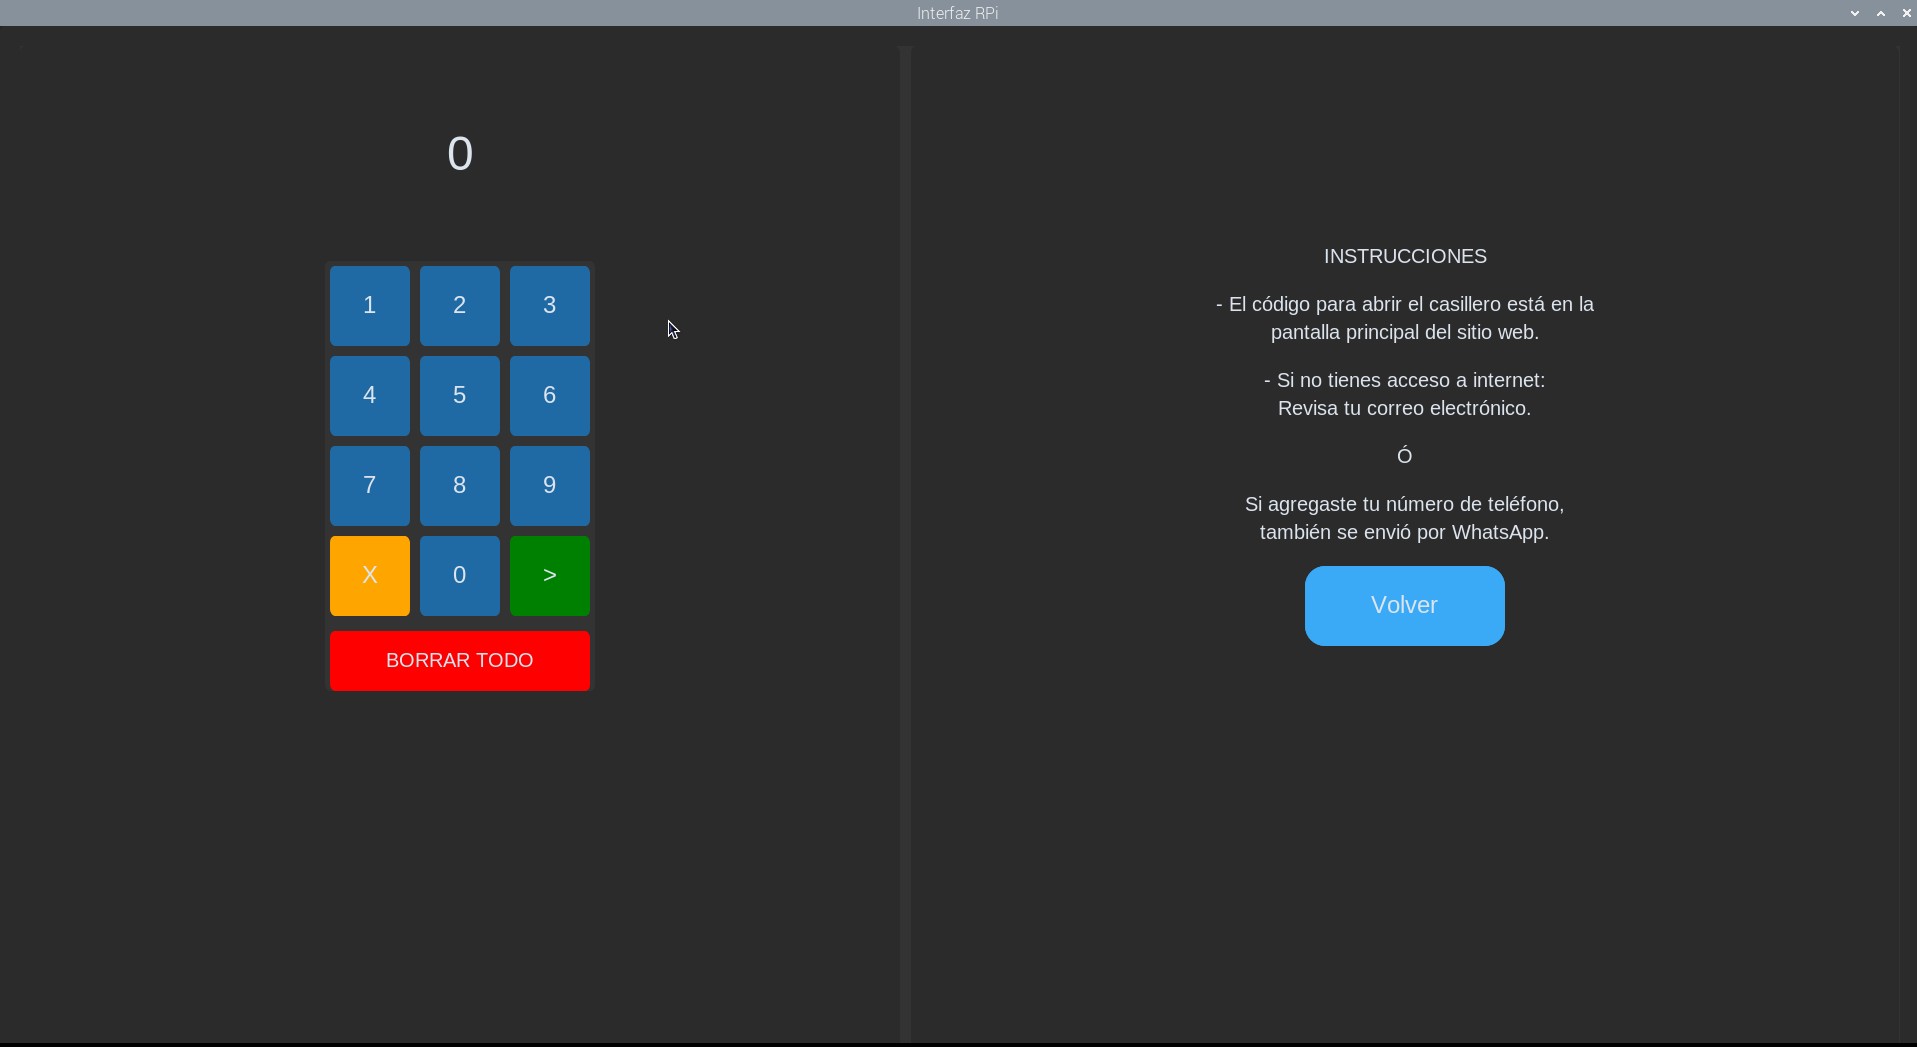 Interfaz RPi
0
1 2 3
4 5 6
7 8 9
X 0 >
BORRAR TODO
INSTRUCCIONES
- El código para abrir el casillero está en la
pantalla principal del sitio web.
- Si no tienes acceso a internet:
Revisa tu correo electrónico.
Ó
Si agregaste tu número de teléfono,
también se envió por WhatsApp.
Volver